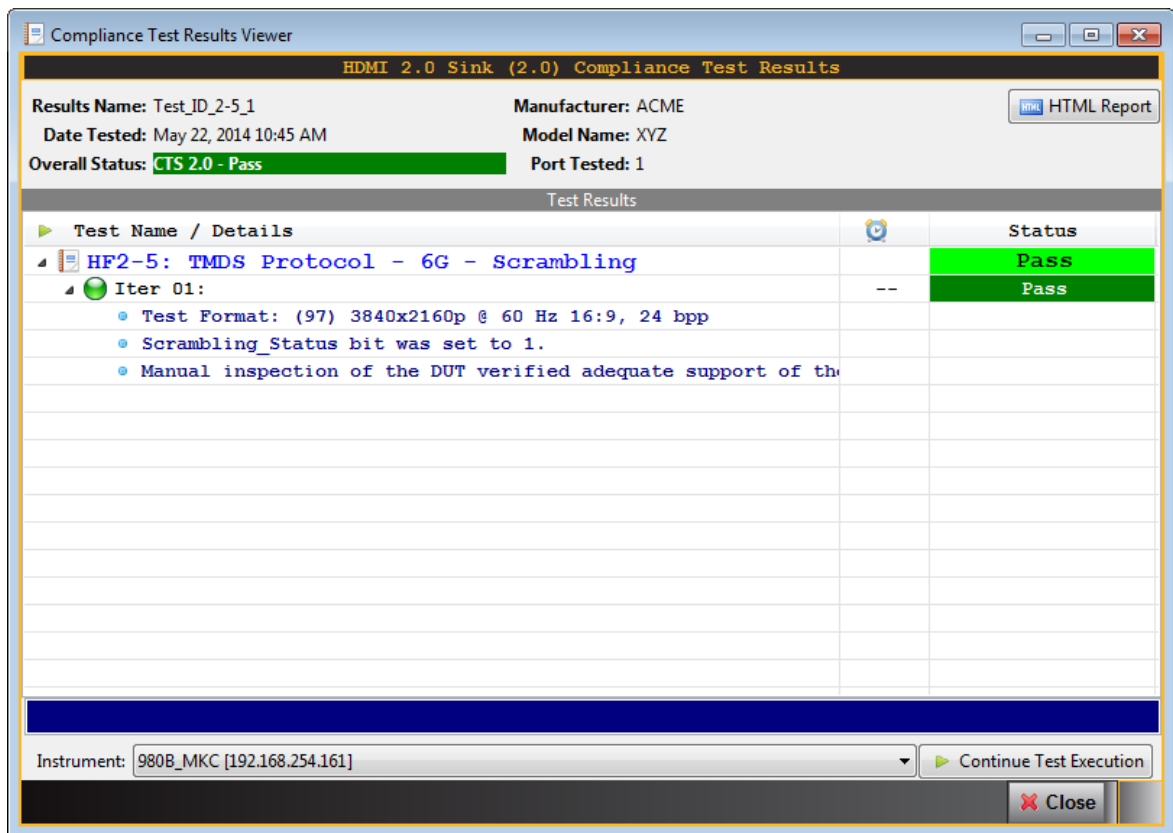 Compliance Test Results Viewer
HDMI 2.0 Sink (2.0) Compliance Test Results
Results Name: Test_ID_2-5_1 Manufacturer: ACME HTML Report
Date Tested: May 22, 2014 10:45 AM Model Name: XYZ
Overall Status: CTS 2.0 - Pass Port Tested: 1
Test Results
Test Name / Details Status
HF2-5: TMDS Protocol - 6G - Scrambling Pass
Iter 01: -- Pass
Test Format: (97) 3840x2160p @ 60 Hz 16:9, 24 bpp
Scrambling_Status bit was set to 1.
Manual inspection of the DUT verified adequate support of
Instrument: 980B_MKC [192.168.254.161] Continue Test Execution
Close